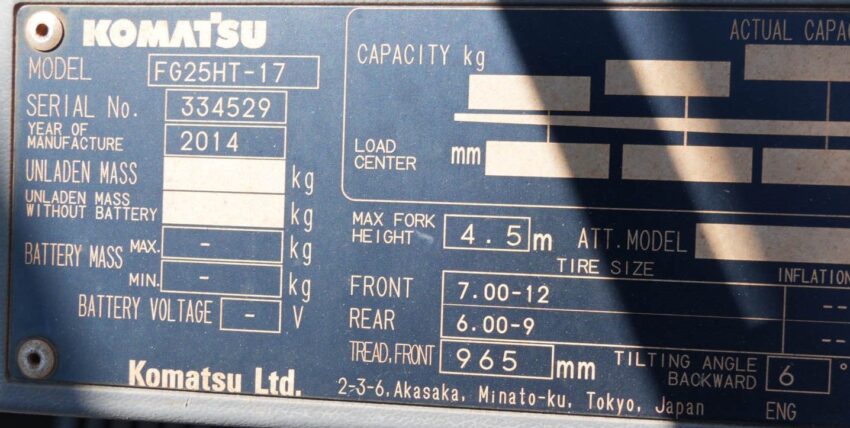 KOMATSU
MODEL FG25HT-17
SERIAL No. 334529
YEAR OF MANUFACTURE 2014
UNLADEN MASS kg
UNLADEN MASS WITHOUT BATTERY kg
BATTERY MASS MAX. - kg
MIN. - kg
BATTERY VOLTAGE - V
Komatsu Ltd.
ACTUAL
CAPACITY kg
LOAD CENTER mm
MAX FORK HEIGHT 4.5 m ATT. MODEL
TIRE SIZE
FRONT 7.00-12 --
REAR 6.00-9 --
TREAD, FRONT 965 mm TILTING ANGLE BACKWARD 6 °
2-3-6, Akasaka, Minato-ku, Tokyo, Japan ENG